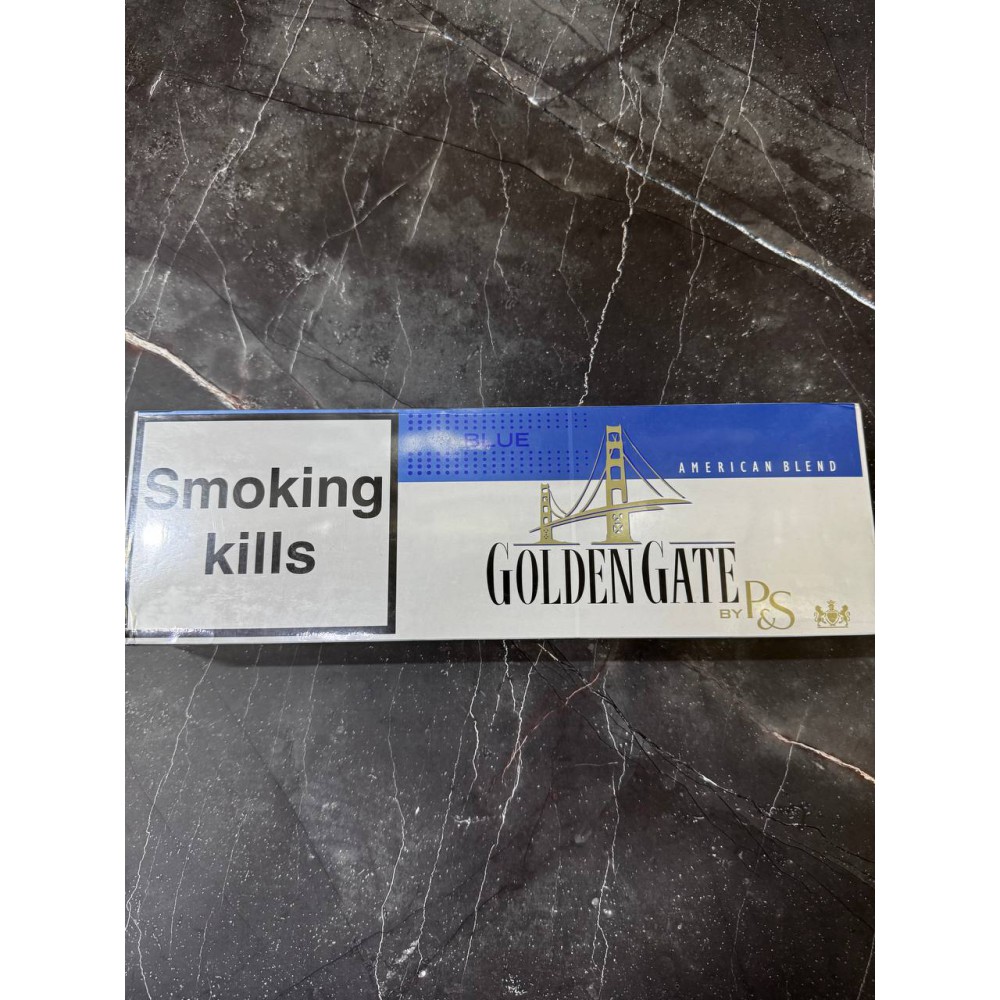 Smoking
kills
BLUE
AMERICAN BLEND
GOLDEN GATE
BY P&S